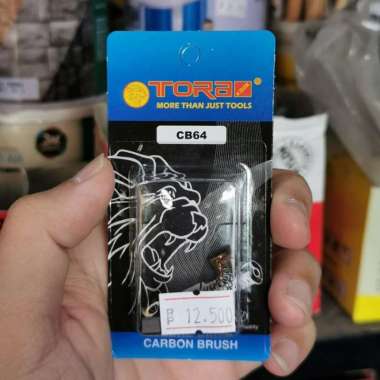 TORA
MORE THAN JUST TOOLS
CB64
12.500
CARBON BRUSH